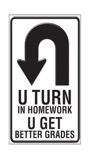 U TURN
IN HOMEWORK
U GET
BETTER GRADES